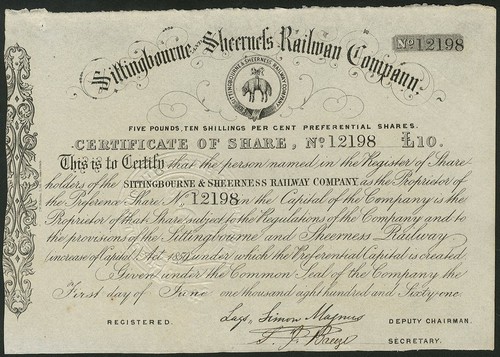 Sittingbourne and Sheerness Railway Company.
Nº 12198
SITTINGBOURNE & SHEERNESS RAILWAY COMPANY
FIVE POUNDS, TEN SHILLINGS PER CENT PREFERENTIAL SHARES.
CERTIFICATE OF SHARE, Nº 12198 £10.
This is to Certify that the person named in the Register of Share-
holders of the SITTINGBOURNE & SHEERNESS RAILWAY COMPANY, as the Proprietor of
the Preference Share Nº 12198 in the Capital of the Company is the
Proprietor of that Share, subject to the Regulations of the Company and to
the provisions of the Sittingbourne and Sheerness Railway
(increase of Capital) Act under which the Preferential Capital is created.
Given under the Common Seal of the Company the
First day of June one thousand eight hundred and Sixty one.
REGISTERED. Simon Magnus DEPUTY CHAIRMAN.
SECRETARY.